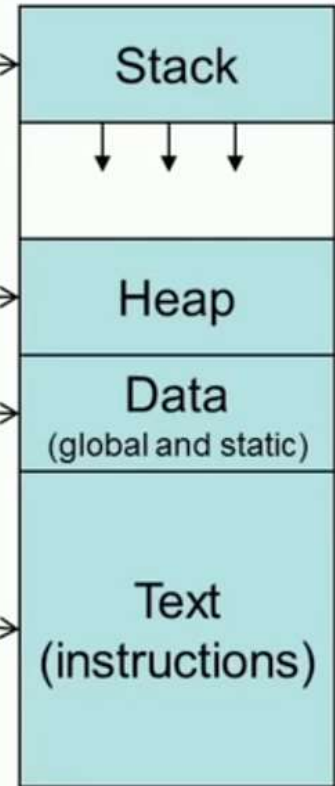 Stack
Heap
Data
(global and static)
Text
(instructions)